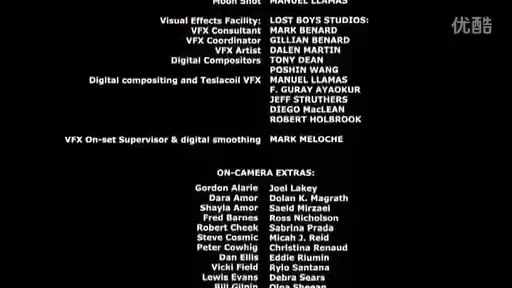 Moon Shot MANUEL LLAMAS
优酷
Visual Effects Facility: LOST BOYS STUDIOS:
VFX Consultant MARK BENARD
VFX Coordinator GILLIAN BENARD
VFX Artist DALEN MARTIN
Digital Compositors TONY DEAN
POSHIN WANG
Digital compositing and Teslacoil VFX MANUEL LLAMAS
F. GURAY AYAOKUR
JEFF STRUTHERS
DIEGO MacLEAN
ROBERT HOLBROOK
VFX On-set Supervisor & digital smoothing MARK MELOCHE
ON-CAMERA EXTRAS:
Gordon Alarie Joel Lakey
Dara Amor Dolan K. Magrath
Shayla Amor Saeid Mirzaei
Fred Barnes Ross Nicholson
Robert Cheek Sabrina Prada
Steve Cosmic Micah J. Reid
Peter Cowhig Christina Renaud
Dan Ellis Eddie Riumin
Vicki Field Rylo Santana
Lewis Evans Debra Sears
Bill Gilpin Olga Shegan